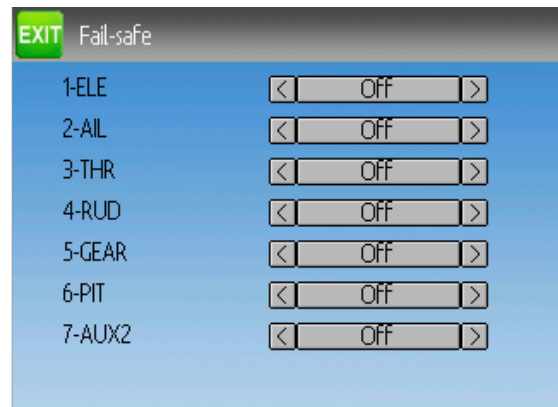 EXIT Fail-safe
1-ELE < Off >
2-AIL < Off >
3-THR < Off >
4-RUD < Off >
5-GEAR < Off >
6-PIT < Off >
7-AUX2 < Off >